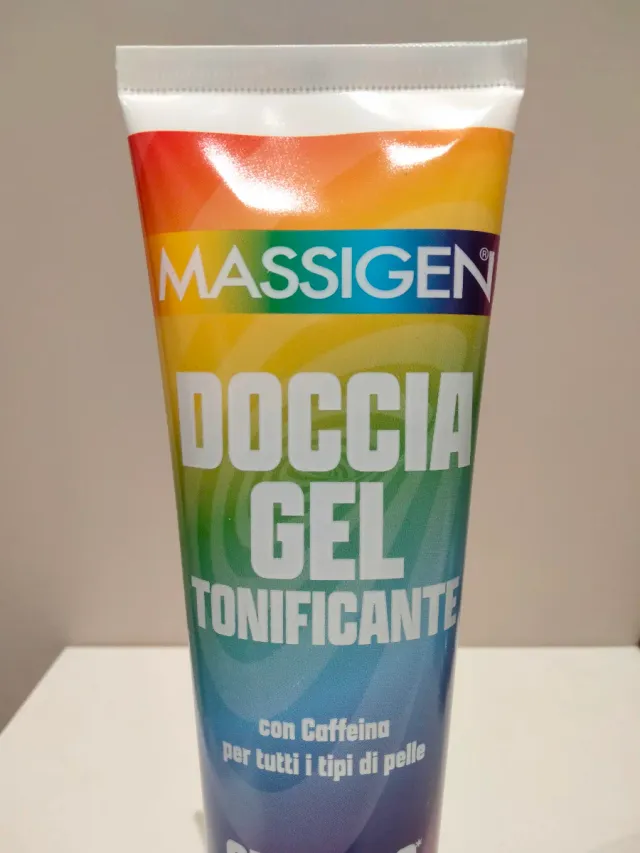 MASSIGEN®
DOCCIA
GEL
TONIFICANTE
con Caffeina
per tutti i tipi di pelle